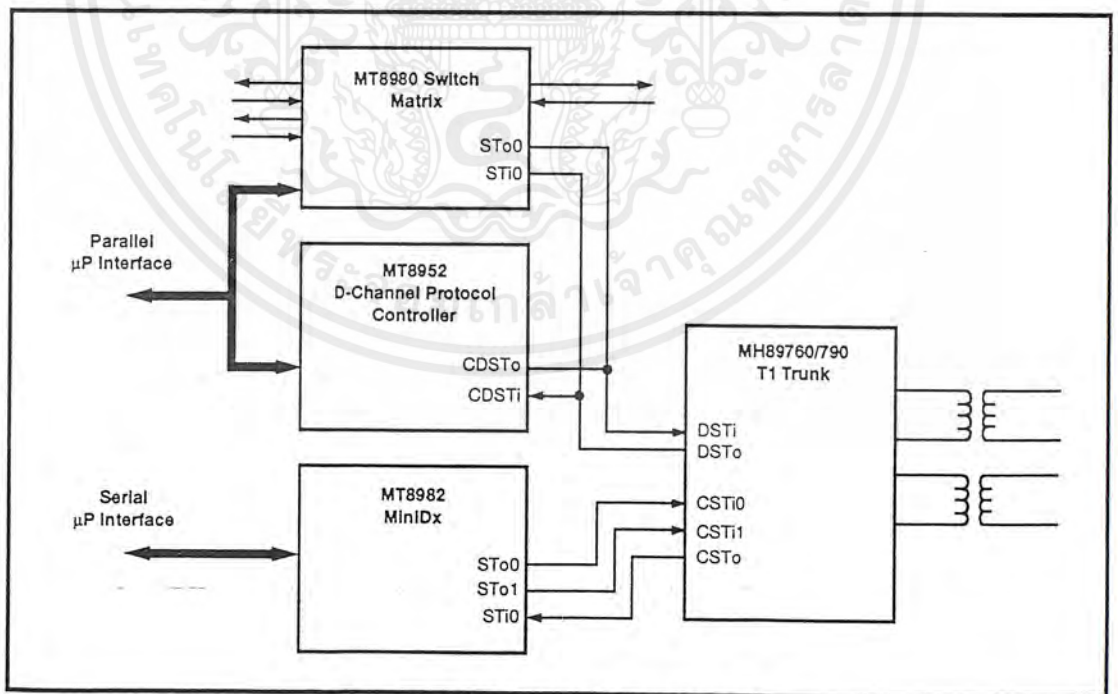 MT8980 Switch
Matrix
STo0
STi0
Parallel
µP Interface
MT8952
D-Channel Protocol
Controller
CDSTo
CDSTi
MH89760/790
T1 Trunk
DSTi
DSTo
CSTi0
CSTi1
CSTo
Serial
µP Interface
MT8982
MiniDx
STo0
STo1
STi0